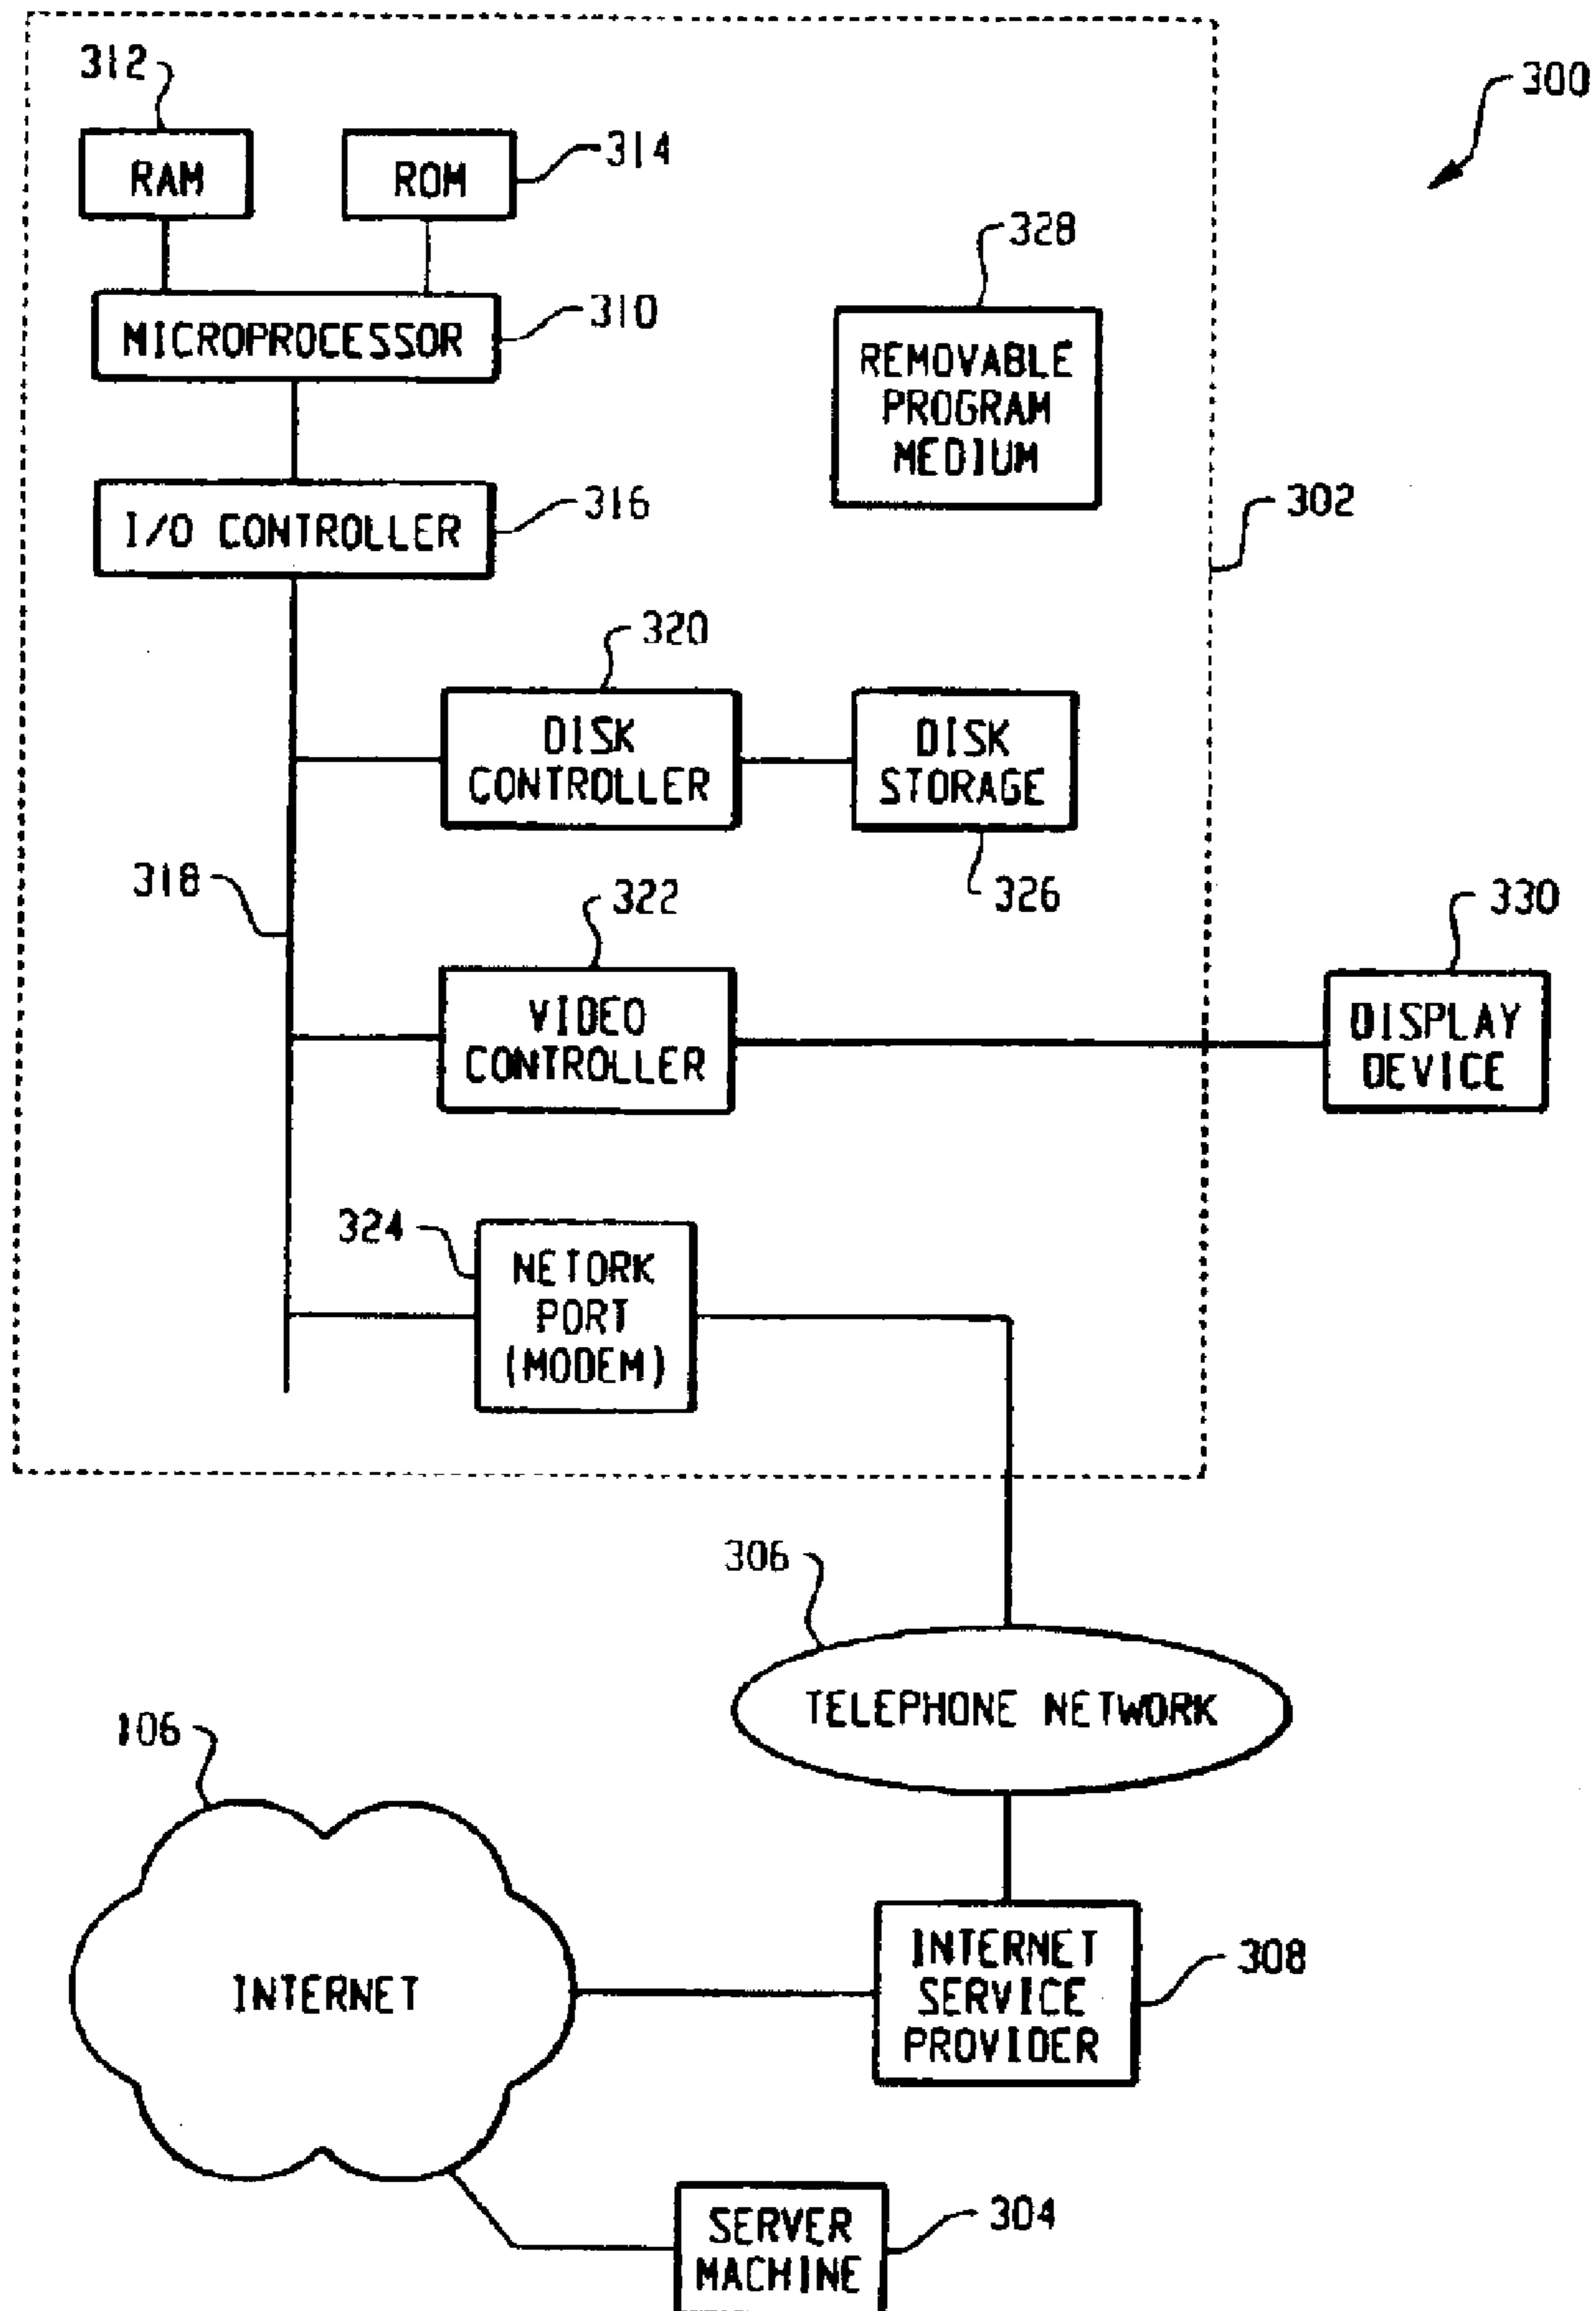 312
300
RAM
ROM
314
328
MICROPROCESSOR
310
REMOVABLE
PROGRAM
MEDIUM
I/O CONTROLLER
316
302
320
DISK
CONTROLLER
DISK
STORAGE
318
322
326
330
VIDEO
CONTROLLER
DISPLAY
DEVICE
324
NETORK
PORT
(MODEM)
306
TELEPHONE NETWORK
106
INTERNET
INTERNET
SERVICE
PROVIDER
308
SERVER
MACHINE
304